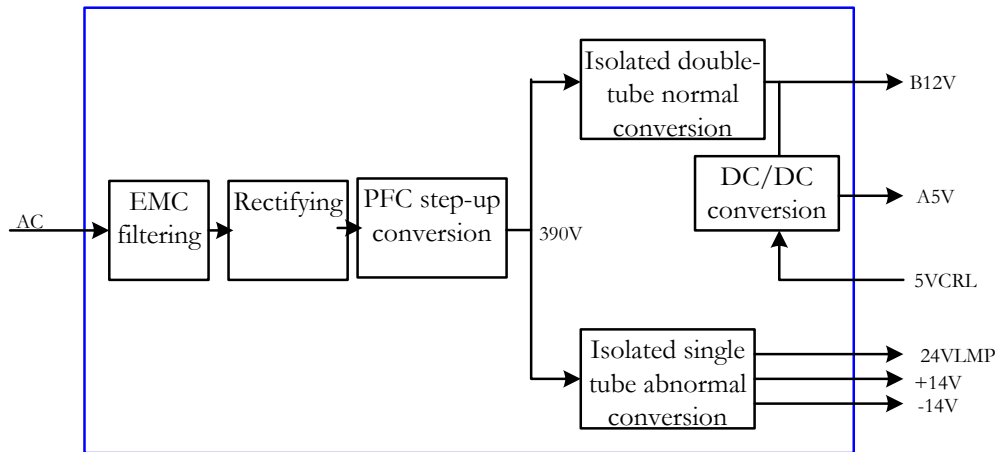 AC
EMC
filtering
Rectifying
PFC step-up
conversion
390V
Isolated double-
tube normal
conversion
B12V
DC/DC
conversion
A5V
5VCRL
Isolated single
tube abnormal
conversion
24VLMP
+14V
-14V